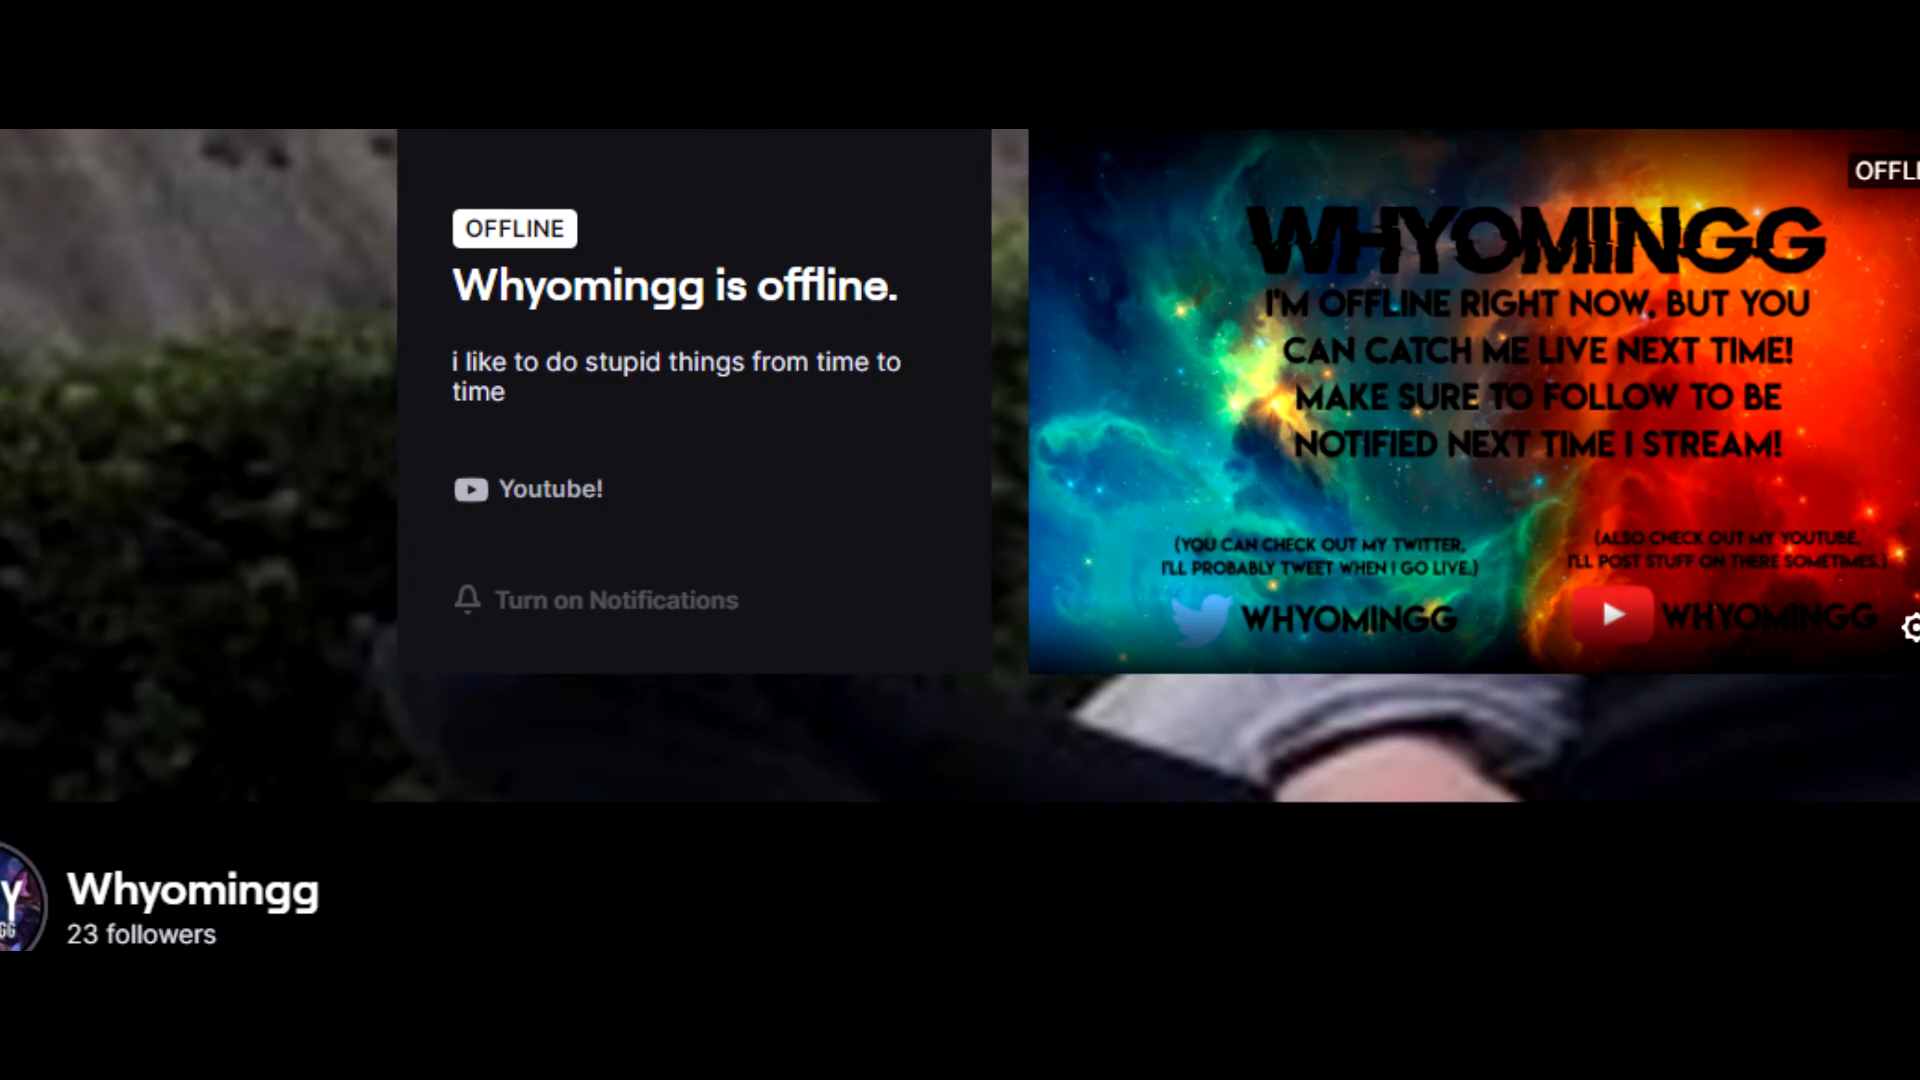 OFFLINE
Whyomingg is offline.
i like to do stupid things from time to
time
Youtube!
Turn on Notifications
OFFLI
WHYOMINGG
I'M OFFLINE RIGHT NOW, BUT YOU
CAN CATCH ME LIVE NEXT TIME!
MAKE SURE TO FOLLOW TO BE
NOTIFIED NEXT TIME I STREAM!
(YOU CAN CHECK OUT MY TWITTER,
I'LL PROBABLY TWEET WHEN I GO LIVE.)
WHYOMINGG
(ALSO CHECK OUT MY YOUTUBE,
I'LL POST STUFF ON THERE SOMETIMES.)
WHYOMINGG
Y
GG
Whyomingg
23 followers